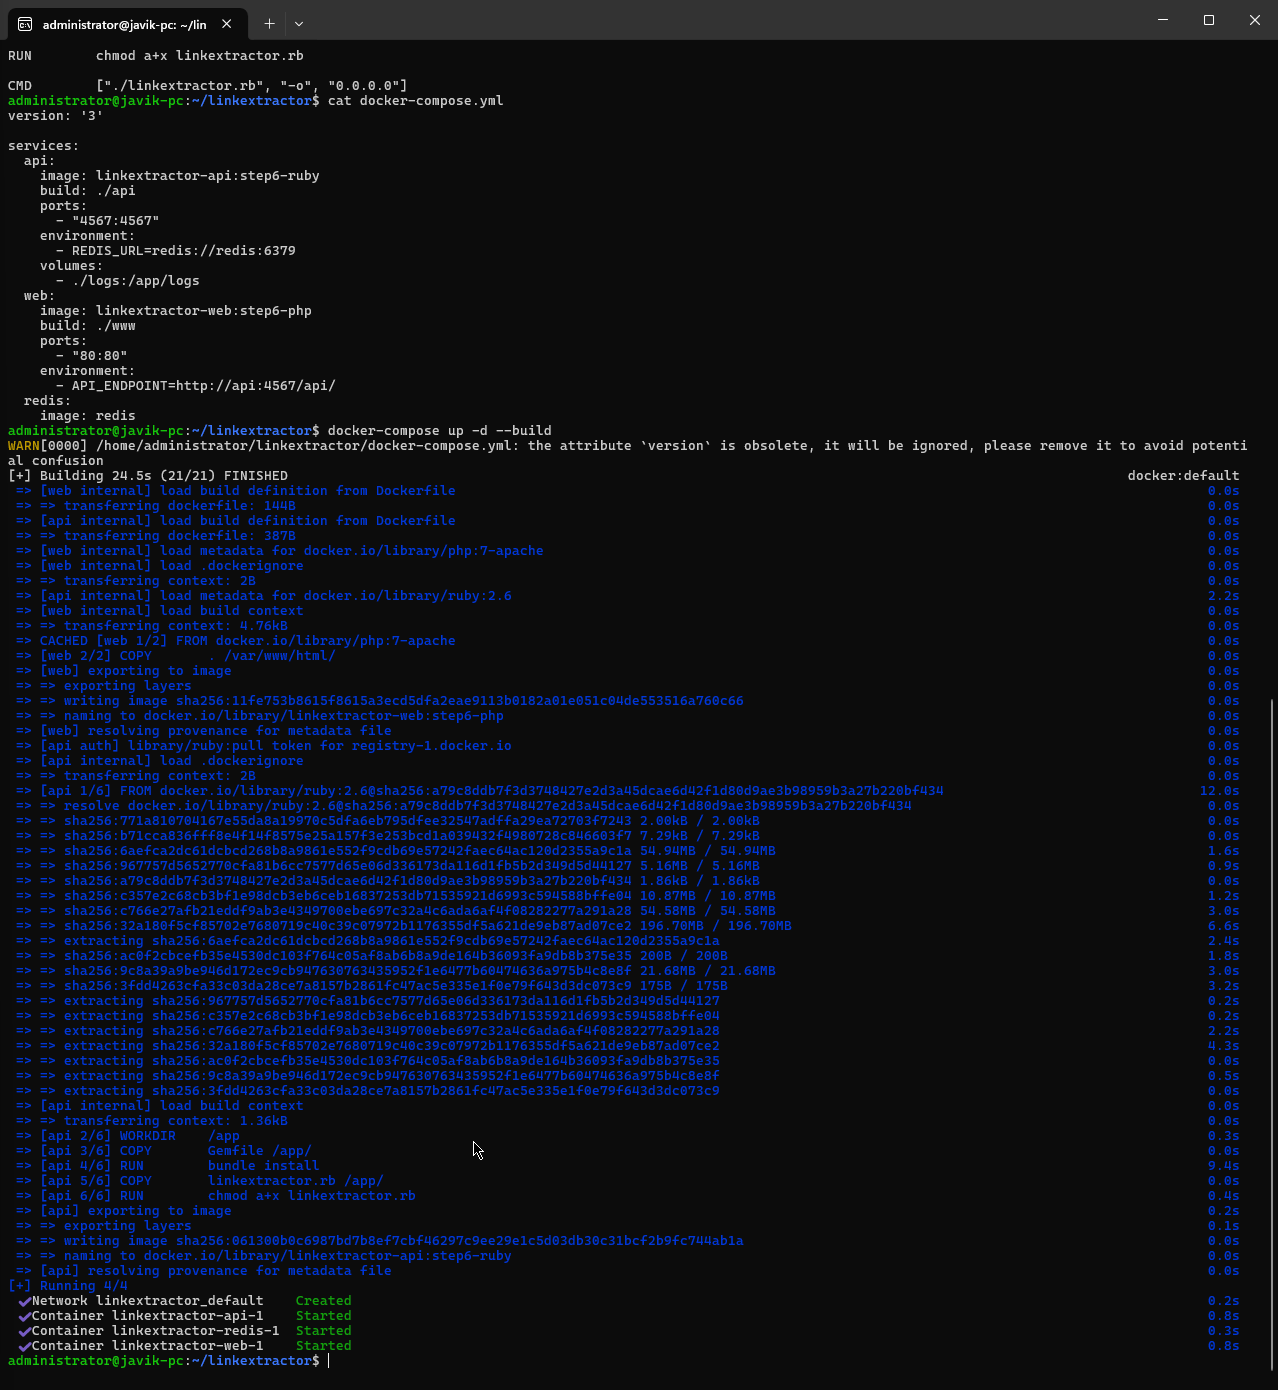 administrator@javik-pc: ~/lin
RUN        chmod a+x linkextractor.rb
CMD        ["./linkextractor.rb", "-o", "0.0.0.0"]
administrator@javik-pc:~/linkextractor$ cat docker-compose.yml
version: '3'
services:
  api:
    image: linkextractor-api:step6-ruby
    build: ./api
    ports:
      - "4567:4567"
    environment:
      - REDIS_URL=redis://redis:6379
    volumes:
      - ./logs:/app/logs
  web:
    image: linkextractor-web:step6-php
    build: ./www
    ports:
      - "80:80"
    environment:
      - API_ENDPOINT=http://api:4567/api/
  redis:
    image: redis
administrator@javik-pc:~/linkextractor$ docker-compose up -d --build
WARN[0000] /home/administrator/linkextractor/docker-compose.yml: the attribute `version` is obsolete, it will be ignored, please remove it to avoid potenti
al confusion
[+] Building 24.5s (21/21) FINISHED docker:default
 => [web internal] load build definition from Dockerfile 0.0s
 => => transferring dockerfile: 144B 0.0s
 => [api internal] load build definition from Dockerfile 0.0s
 => => transferring dockerfile: 387B 0.0s
 => [web internal] load metadata for docker.io/library/php:7-apache 0.0s
 => [web internal] load .dockerignore 0.0s
 => => transferring context: 2B 0.0s
 => [api internal] load metadata for docker.io/library/ruby:2.6 2.2s
 => [web internal] load build context 0.0s
 => => transferring context: 4.76kB 0.0s
 => CACHED [web 1/2] FROM docker.io/library/php:7-apache 0.0s
 => [web 2/2] COPY       . /var/www/html/ 0.0s
 => [web] exporting to image 0.0s
 => => exporting layers 0.0s
 => => writing image sha256:11fe753b8615f8615a3ecd5dfa2eae9113b0182a01e051c04de553516a760c66 0.0s
 => => naming to docker.io/library/linkextractor-web:step6-php 0.0s
 => [web] resolving provenance for metadata file 0.0s
 => [api auth] library/ruby:pull token for registry-1.docker.io 0.0s
 => [api internal] load .dockerignore 0.0s
 => => transferring context: 2B 0.0s
 => [api 1/6] FROM docker.io/library/ruby:2.6@sha256:a79c8ddb7f3d3748427e2d3a45dcae6d42f1d80d9ae3b98959b3a27b220bf434 12.0s
 => => resolve docker.io/library/ruby:2.6@sha256:a79c8ddb7f3d3748427e2d3a45dcae6d42f1d80d9ae3b98959b3a27b220bf434 0.0s
 => => sha256:771a810704167e55da8a19970c5dfa6eb795dfee32547adffa29ea72703f7243 2.00kB / 2.00kB 0.0s
 => => sha256:b71cca836fff8e4f14f8575e25a157f3e253bcd1a039432f4980728c846603f7 7.29kB / 7.29kB 0.0s
 => => sha256:6aefca2dc61dcbcd268b8a9861e552f9cdb69e57242faec64ac120d2355a9c1a 54.94MB / 54.94MB 1.6s
 => => sha256:967757d5652770cfa81b6cc7577d65e06d336173da116d1fb5b2d349d5d44127 5.16MB / 5.16MB 0.9s
 => => sha256:a79c8ddb7f3d3748427e2d3a45dcae6d42f1d80d9ae3b98959b3a27b220bf434 1.86kB / 1.86kB 0.0s
 => => sha256:c357e2c68cb3bf1e98dcb3eb6ceb16837253db71535921d6993c594588bffe04 10.87MB / 10.87MB 1.2s
 => => sha256:c766e27afb21eddf9ab3e4349700ebe697c32a4c6ada6af4f08282277a291a28 54.58MB / 54.58MB 3.0s
 => => sha256:32a180f5cf85702e7680719c40c39c07972b1176355df5a621de9eb87ad07ce2 196.70MB / 196.70MB 6.6s
 => => extracting sha256:6aefca2dc61dcbcd268b8a9861e552f9cdb69e57242faec64ac120d2355a9c1a 2.4s
 => => sha256:ac0f2cbcefb35e4530dc103f764c05af8ab6b8a9de164b36093fa9db8b375e35 200B / 200B 1.8s
 => => sha256:9c8a39a9be946d172ec9cb947630763435952f1e6477b60474636a975b4c8e8f 21.68MB / 21.68MB 3.0s
 => => sha256:3fdd4263cfa33c03da28ce7a8157b2861fc47ac5e335e1f0e79f643d3dc073c9 175B / 175B 3.2s
 => => extracting sha256:967757d5652770cfa81b6cc7577d65e06d336173da116d1fb5b2d349d5d44127 0.2s
 => => extracting sha256:c357e2c68cb3bf1e98dcb3eb6ceb16837253db71535921d6993c594588bffe04 0.2s
 => => extracting sha256:c766e27afb21eddf9ab3e4349700ebe697c32a4c6ada6af4f08282277a291a28 2.2s
 => => extracting sha256:32a180f5cf85702e7680719c40c39c07972b1176355df5a621de9eb87ad07ce2 4.3s
 => => extracting sha256:ac0f2cbcefb35e4530dc103f764c05af8ab6b8a9de164b36093fa9db8b375e35 0.0s
 => => extracting sha256:9c8a39a9be946d172ec9cb947630763435952f1e6477b60474636a975b4c8e8f 0.5s
 => => extracting sha256:3fdd4263cfa33c03da28ce7a8157b2861fc47ac5e335e1f0e79f643d3dc073c9 0.0s
 => [api internal] load build context 0.0s
 => => transferring context: 1.36kB 0.0s
 => [api 2/6] WORKDIR    /app 0.3s
 => [api 3/6] COPY       Gemfile /app/ 0.0s
 => [api 4/6] RUN        bundle install 9.4s
 => [api 5/6] COPY       linkextractor.rb /app/ 0.0s
 => [api 6/6] RUN        chmod a+x linkextractor.rb 0.4s
 => [api] exporting to image 0.2s
 => => exporting layers 0.1s
 => => writing image sha256:061300b0c6987bd7b8ef7cbf46297c9ee29e1c5d03db30c31bcf2b9fc744ab1a 0.0s
 => => naming to docker.io/library/linkextractor-api:step6-ruby 0.0s
 => [api] resolving provenance for metadata file 0.0s
[+] Running 4/4
 ✔Network linkextractor_default    Created 0.2s
 ✔Container linkextractor-api-1    Started 0.8s
 ✔Container linkextractor-redis-1  Started 0.3s
 ✔Container linkextractor-web-1    Started 0.8s
administrator@javik-pc:~/linkextractor$